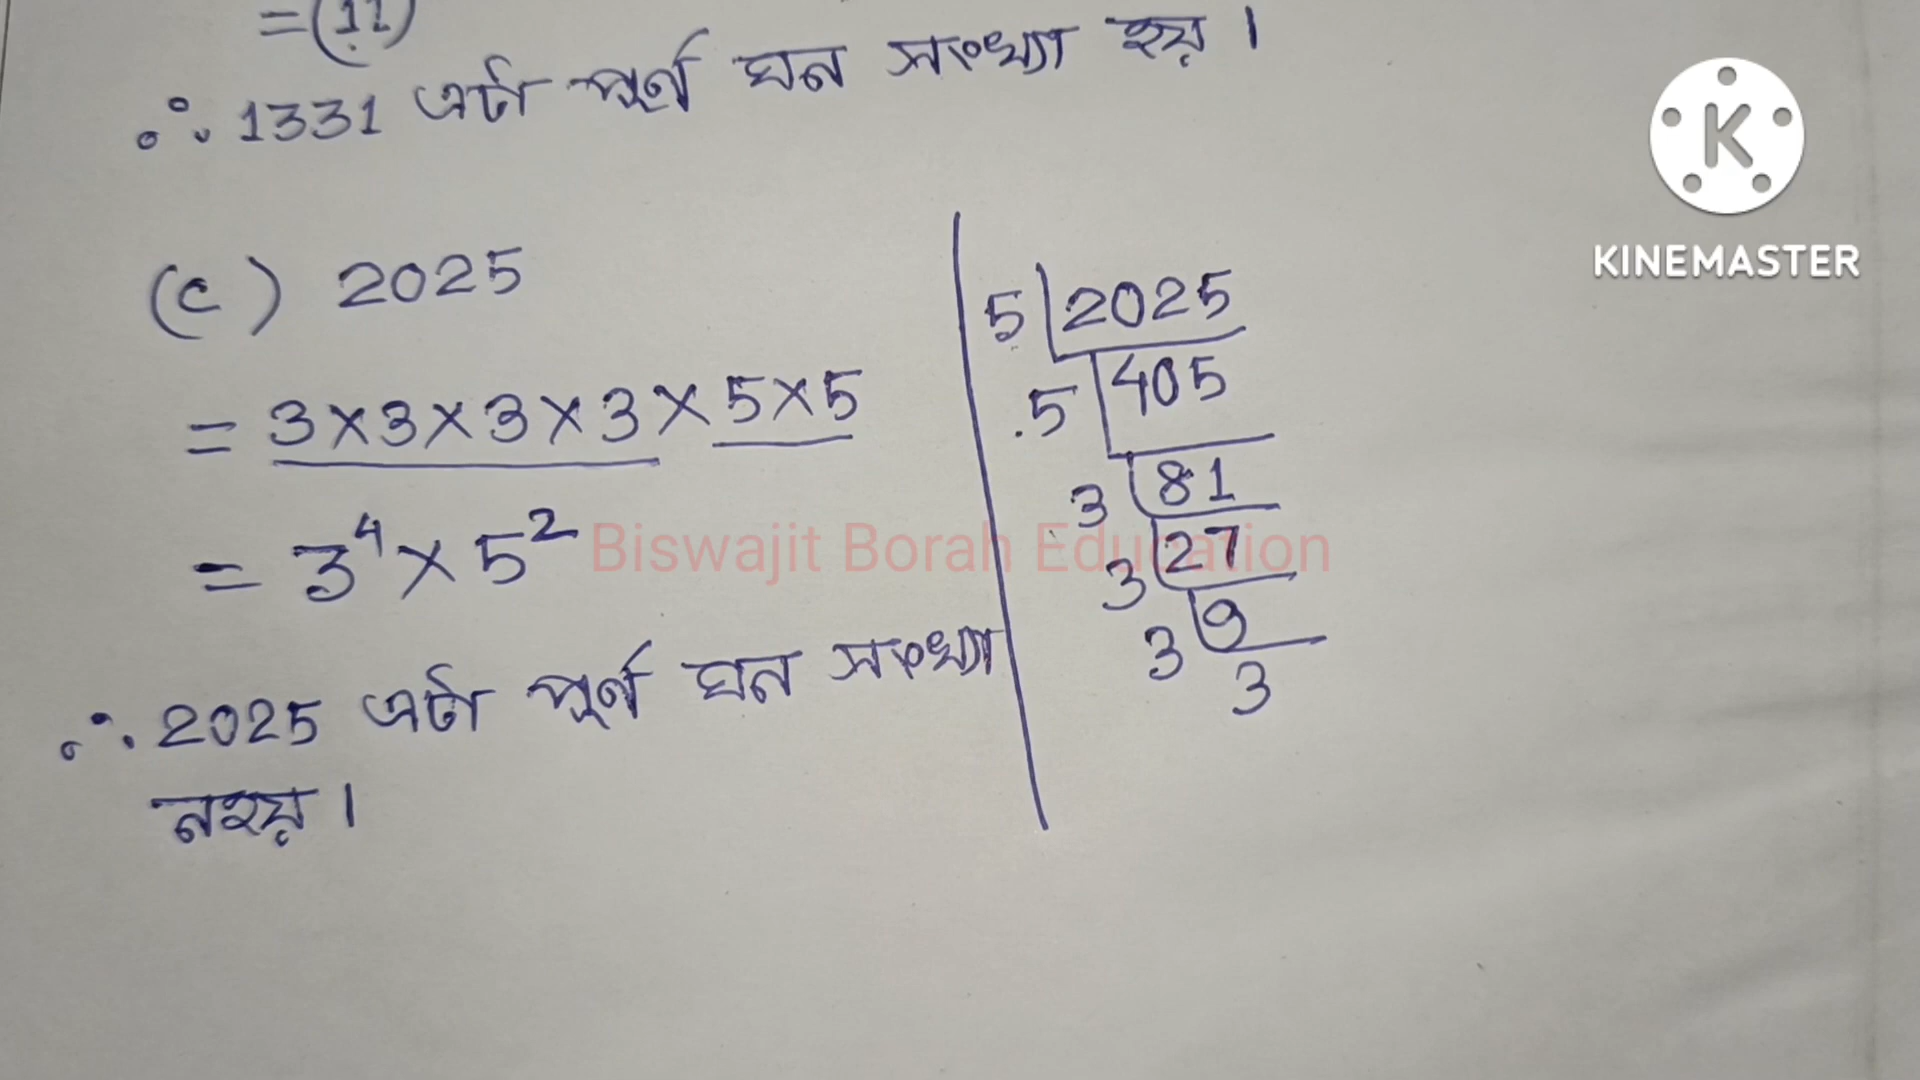 = (11)
∴ 1331 এটা পূৰ্ণ ঘন সংখ্যা হয় ।
(c) 2025
= 3×3×3×3×5×5
= 3⁴×5²
∴ 2025 এটা পূৰ্ণ ঘন সংখ্যা
নহয় ।
5 2025
5 405
3 81
3 27
3 9
3
Biswajit Borah Education
K
KINEMASTER